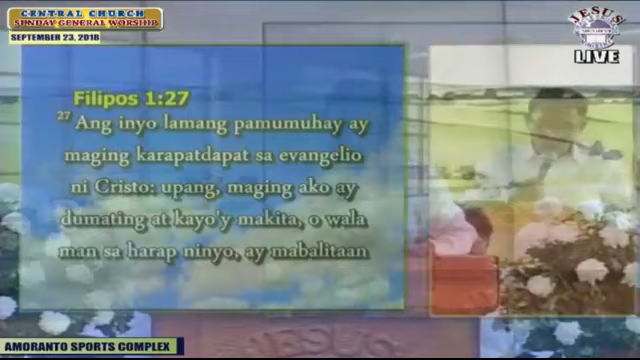 CENTRAL CHURCH
SUNDAY GENERAL WORSHIP
SEPTEMBER 23, 2018
JESUS
LIVE
Filipos 1:27
27 Ang inyo lamang pamumuhay ay
maging karapatdapat sa evangelio
ni Cristo: upang, maging ako ay
dumating at kayo'y makita, o wala
man sa harap ninyo, ay mabalitaan
AMORANTO SPORTS COMPLEX
JESUS